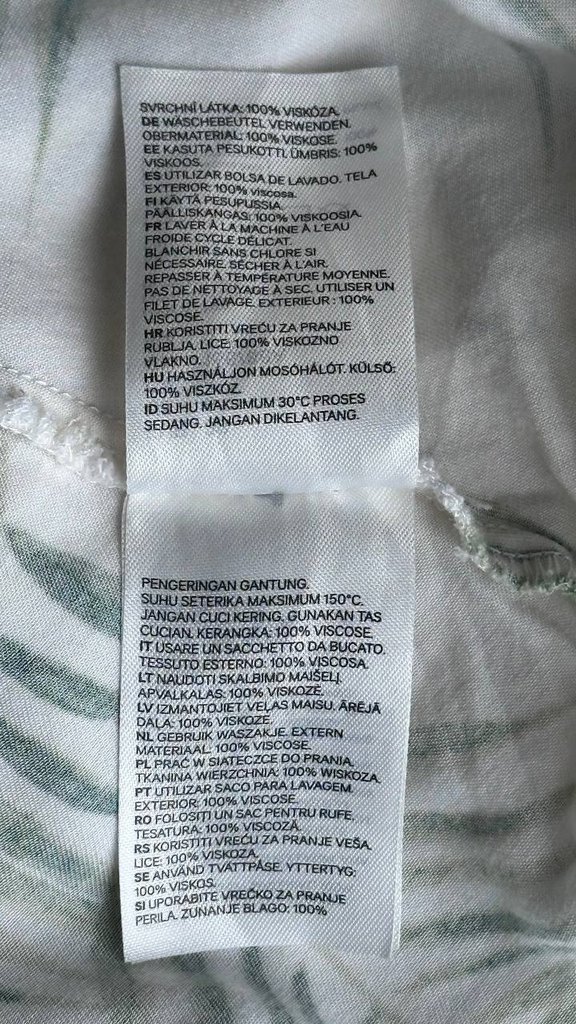 SVRCHNÍ LÁTKA: 100% VISKÓZA.
DE WÄSCHEBEUTEL VERWENDEN.
OBERMATERIAL: 100% VISKOSE.
EE KASUTA PESUKOTTI. ÜMBRIS: 100%
VISKOOS.
ES UTILIZAR BOLSA DE LAVADO. TELA
EXTERIOR: 100% viscosa.
FI KÄYTÄ PESUPUSSIA.
PÄÄLLISKANGAS: 100% VISKOOSIA.
FR LAVER À LA MACHINE À L'EAU
FROIDE CYCLE DÉLICAT.
BLANCHIR SANS CHLORE SI
NÉCESSAIRE. SÉCHER À L'AIR.
REPASSER À TEMPÉRATURE MOYENNE.
PAS DE NETTOYAGE À SEC. UTILISER UN
FILET DE LAVAGE. EXTERIEUR : 100%
VISCOSE.
HR KORISTITI VREĆU ZA PRANJE
RUBLJA. LICE: 100% VISKOZNO
VLAKNO.
HU HASZNÁLJON MOSÓHÁLÓT. KÜLSŐ:
100% VISZKÓZ.
ID SUHU MAKSIMUM 30°C PROSES
SEDANG. JANGAN DIKELANTANG.
PENGERINGAN GANTUNG.
SUHU SETERIKA MAKSIMUM 150°C.
JANGAN CUCI KERING. GUNAKAN TAS
CUCIAN. KERANGKA: 100% VISCOSE
IT USARE UN SACCHETTO DA BUCATO.
TESSUTO ESTERNO: 100% VISCOSA.
LT NAUDOTI SKALBIMO MAIŠELĮ.
APVALKALAS: 100% VISKOZĖ.
LV IZMANTOJIET VEĻAS MAISU. ĀRĒJĀ
DAĻA: 100% VISKOZE.
NL GEBRUIK WASZAKJE. EXTERN
MATERIAAL: 100% VISCOSE.
PL PRAĆ W SIATECZCE DO PRANIA.
TKANINA WIERZCHNIA: 100% WISKOZA.
PT UTILIZAR SACO PARA LAVAGEM.
EXTERIOR: 100% VISCOSE.
RO FOLOSITI UN SAC PENTRU RUFE.
TESATURA: 100% VISCOZĂ.
RS KORISTITI VREĆU ZA PRANJE VEŠA.
LICE: 100% VISKOZA.
SE ANVÄND TVÄTTPÅSE. YTTERTYG:
100% VISKOS.
SI UPORABITE VREČKO ZA PRANJE
PERILA. ZUNANJE BLAGO: 100%